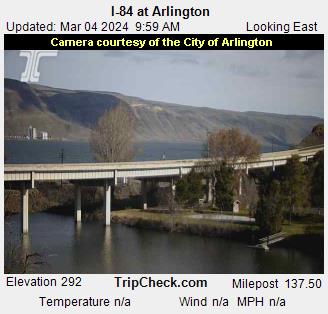 I-84 at Arlington
Updated: Mar 04 2024 9:59 AM Looking East
Camera courtesy of the City of Arlington
Elevation 292 TripCheck.com Milepost 137.50
Temperature n/a Wind n/a MPH n/a